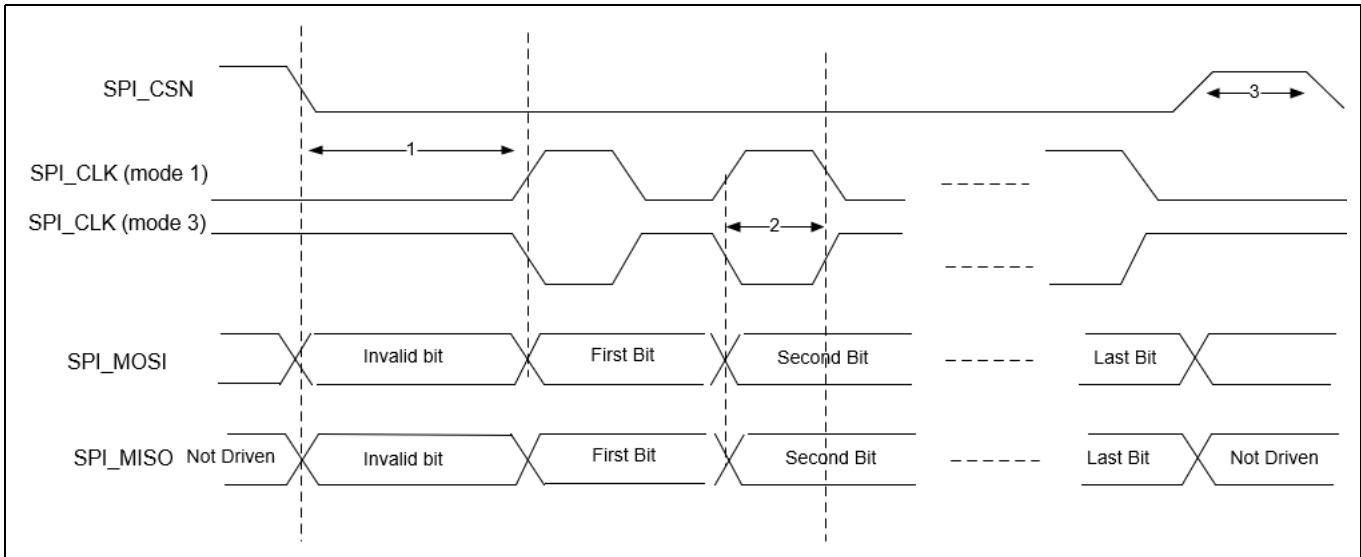 SPI_CSN
3
1
SPI_CLK (mode 1)
SPI_CLK (mode 3)
2
SPI_MOSI
Invalid bit
First Bit
Second Bit
Last Bit
SPI_MISO
Not Driven
Invalid bit
First Bit
Second Bit
Last Bit
Not Driven